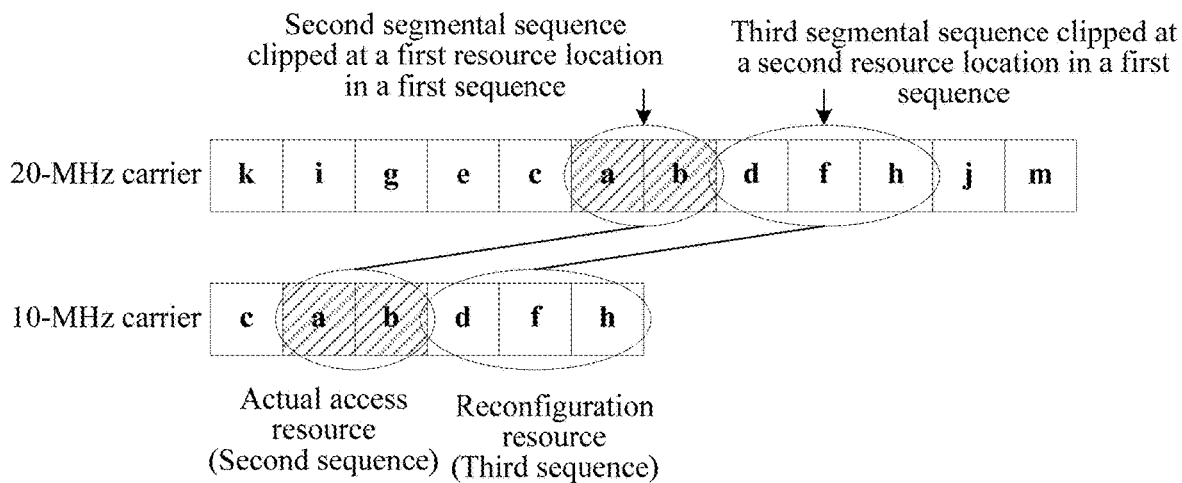 Second segmental sequence
clipped at a first resource location
in a first sequence
Third segmental sequence clipped at
a second resource location in a first
sequence
20-MHz carrier k i g e c a b d f h j m
10-MHz carrier c a b d f h
Actual access
resource
(Second sequence)
Reconfiguration
resource
(Third sequence)